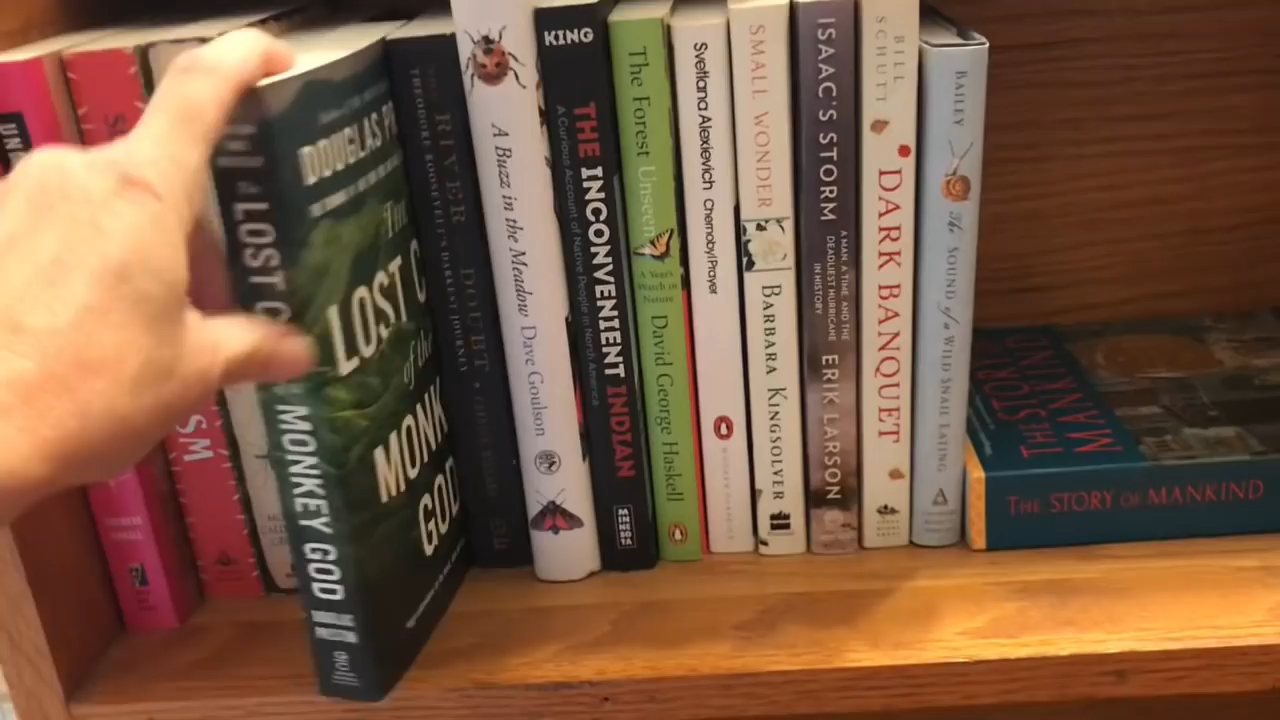 UN
SM
LOST
MONKEY GOD
DOUGLAS
THE
LOST
of the
MONK
GOD
RIVER
DOUBT
THEODORE ROOSEVELT'S DARKEST JOURNEY
A Buzz in the Meadow Dave Goulson
KING
THE INCONVENIENT INDIAN
A Curious Account of Native People in North America
MINNESOTA
The Forest Unseen
A Year's
Watch in
Nature
David George Haskell
Svetlana Alexievich Chernobyl Prayer
SMALL WONDER
BARBARA KINGSOLVER
ISAAC'S STORM
A MAN, A TIME, AND THE
DEADLIEST HURRICANE
IN HISTORY
ERIK LARSON
BILL
SCHUTT
DARK BANQUET
BAILEY
The SOUND of a WILD SNAIL EATING
THE STORY
MANKIND
THE STORY OF MANKIND